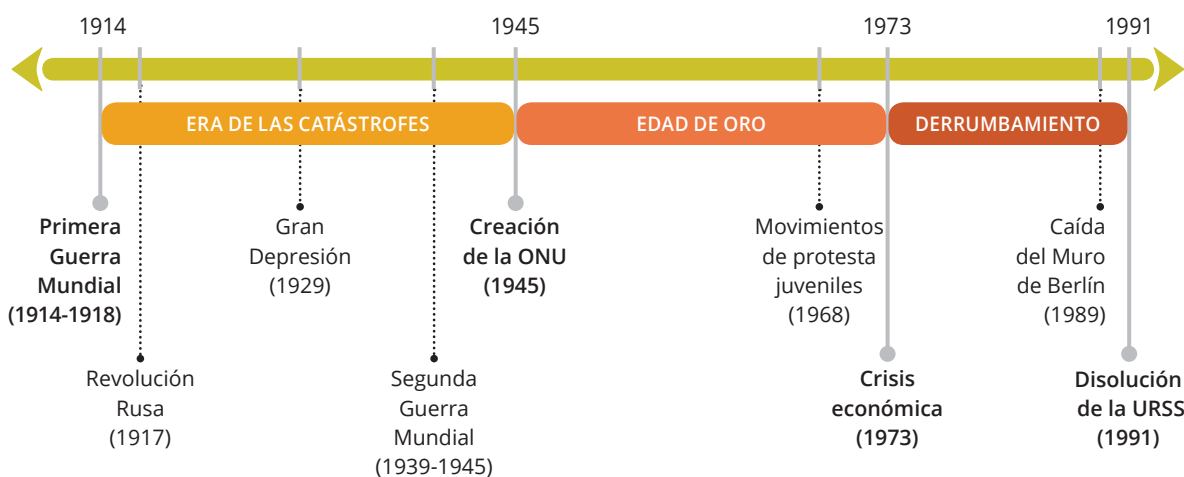 1914
1945
1973
1991
ERA DE LAS CATÁSTROFES
EDAD DE ORO
DERRUMBAMIENTO
Primera
Guerra
Mundial
(1914-1918)
Revolución
Rusa
(1917)
Gran
Depresión
(1929)
Segunda
Guerra
Mundial
(1939-1945)
Creación
de la ONU
(1945)
Movimientos
de protesta
juveniles
(1968)
Crisis
económica
(1973)
Caída
del Muro
de Berlín
(1989)
Disolución
de la URSS
(1991)